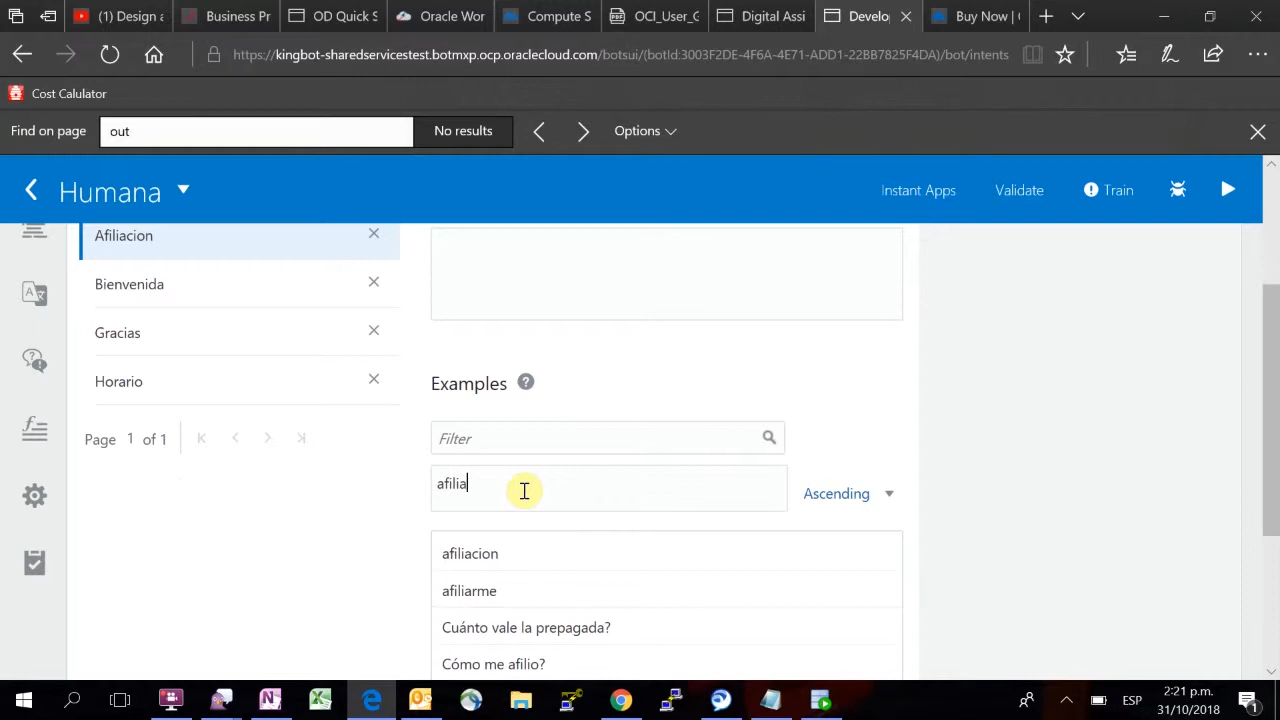 (1) Design a
Business Pr
OD Quick S
Oracle Wor
Compute S
OCI_User_G
Digital Assi
Develo
Buy Now | (
https://kingbot-sharedservicestest.botmxp.ocp.oraclecloud.com/botsui/(botId:3003F2DE-4F6A-4E71-ADD1-22BB7825F4DA)/bot/intents
Cost Calulator
Find on page
out
No results
Options
Humana
Instant Apps
Validate
Train
Afiliacion
Bienvenida
Gracias
Horario
Page 1 of 1
Examples
Filter
afilia
Ascending
afiliacion
afiliarme
Cuánto vale la prepagada?
Cómo me afilio?
ESP
2:21 p.m.
31/10/2018